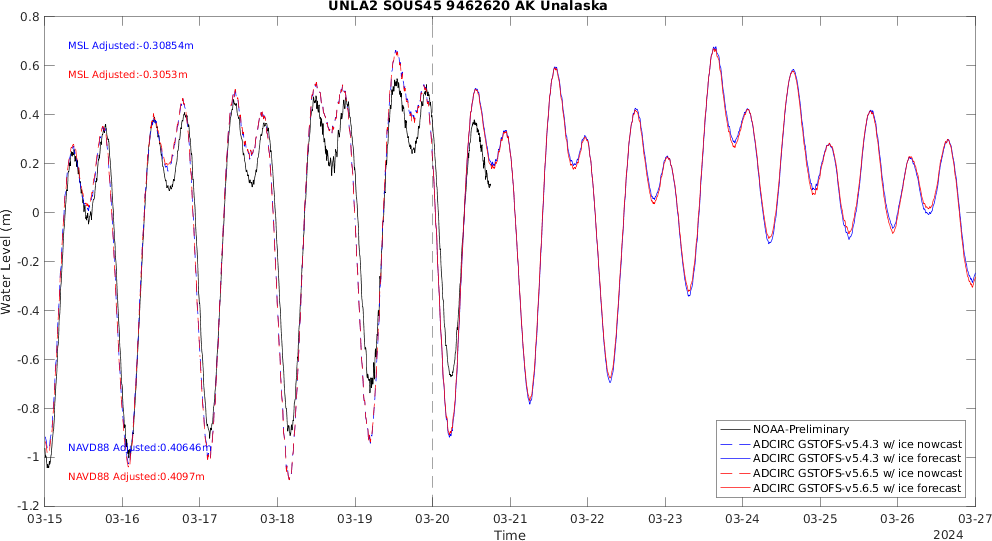 UNLA2 SOUS45 9462620 AK Unalaska
MSL Adjusted:-0.30854m
MSL Adjusted:-0.3053m
NAVD88 Adjusted:0.40646m
NAVD88 Adjusted:0.4097m
Water Level (m)
0.8
0.6
0.4
0.2
0
-0.2
-0.4
-0.6
-0.8
-1
-1.2
NOAA-Preliminary
ADCIRC GSTOFS-v5.4.3 w/ ice nowcast
ADCIRC GSTOFS-v5.4.3 w/ ice forecast
ADCIRC GSTOFS-v5.6.5 w/ ice nowcast
ADCIRC GSTOFS-v5.6.5 w/ ice forecast
03-15 03-16 03-17 03-18 03-19 03-20 03-21 03-22 03-23 03-24 03-25 03-26 03-27
Time
2024